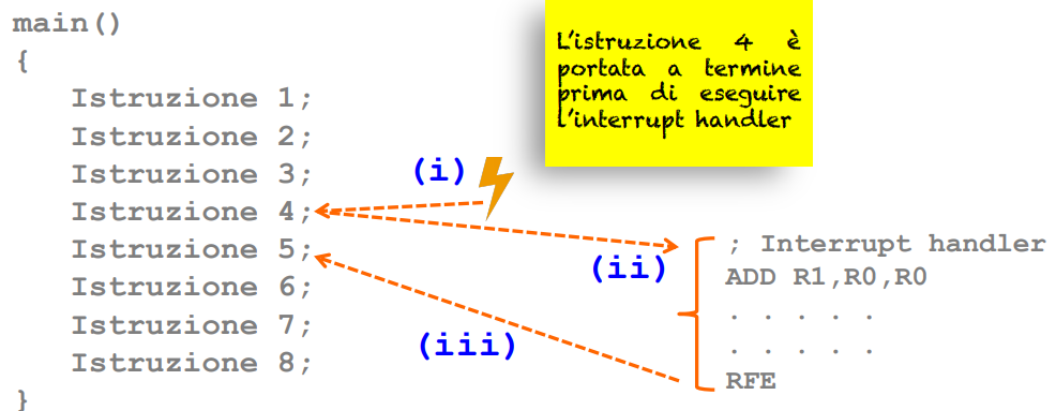 main()
{
Istruzione 1;
Istruzione 2;
Istruzione 3;
Istruzione 4;
Istruzione 5;
Istruzione 6;
Istruzione 7;
Istruzione 8;
}
L'istruzione 4 è
portata a termine
prima di eseguire
l'interrupt handler
(i)
(ii)
(iii)
; Interrupt handler
ADD R1,R0,R0
. . . . .
. . . . .
RFE